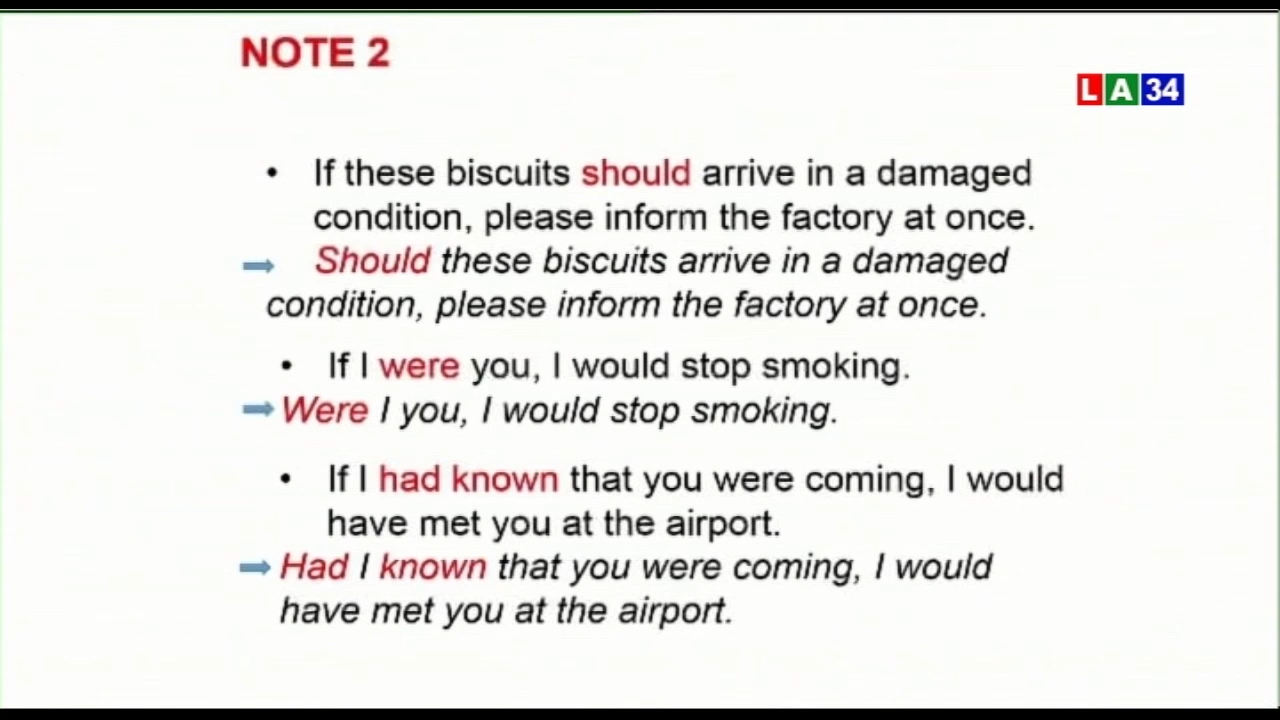 NOTE 2
LA34
• If these biscuits should arrive in a damaged
condition, please inform the factory at once.
Should these biscuits arrive in a damaged
condition, please inform the factory at once.
• If I were you, I would stop smoking.
Were I you, I would stop smoking.
• If I had known that you were coming, I would
have met you at the airport.
Had I known that you were coming, I would
have met you at the airport.